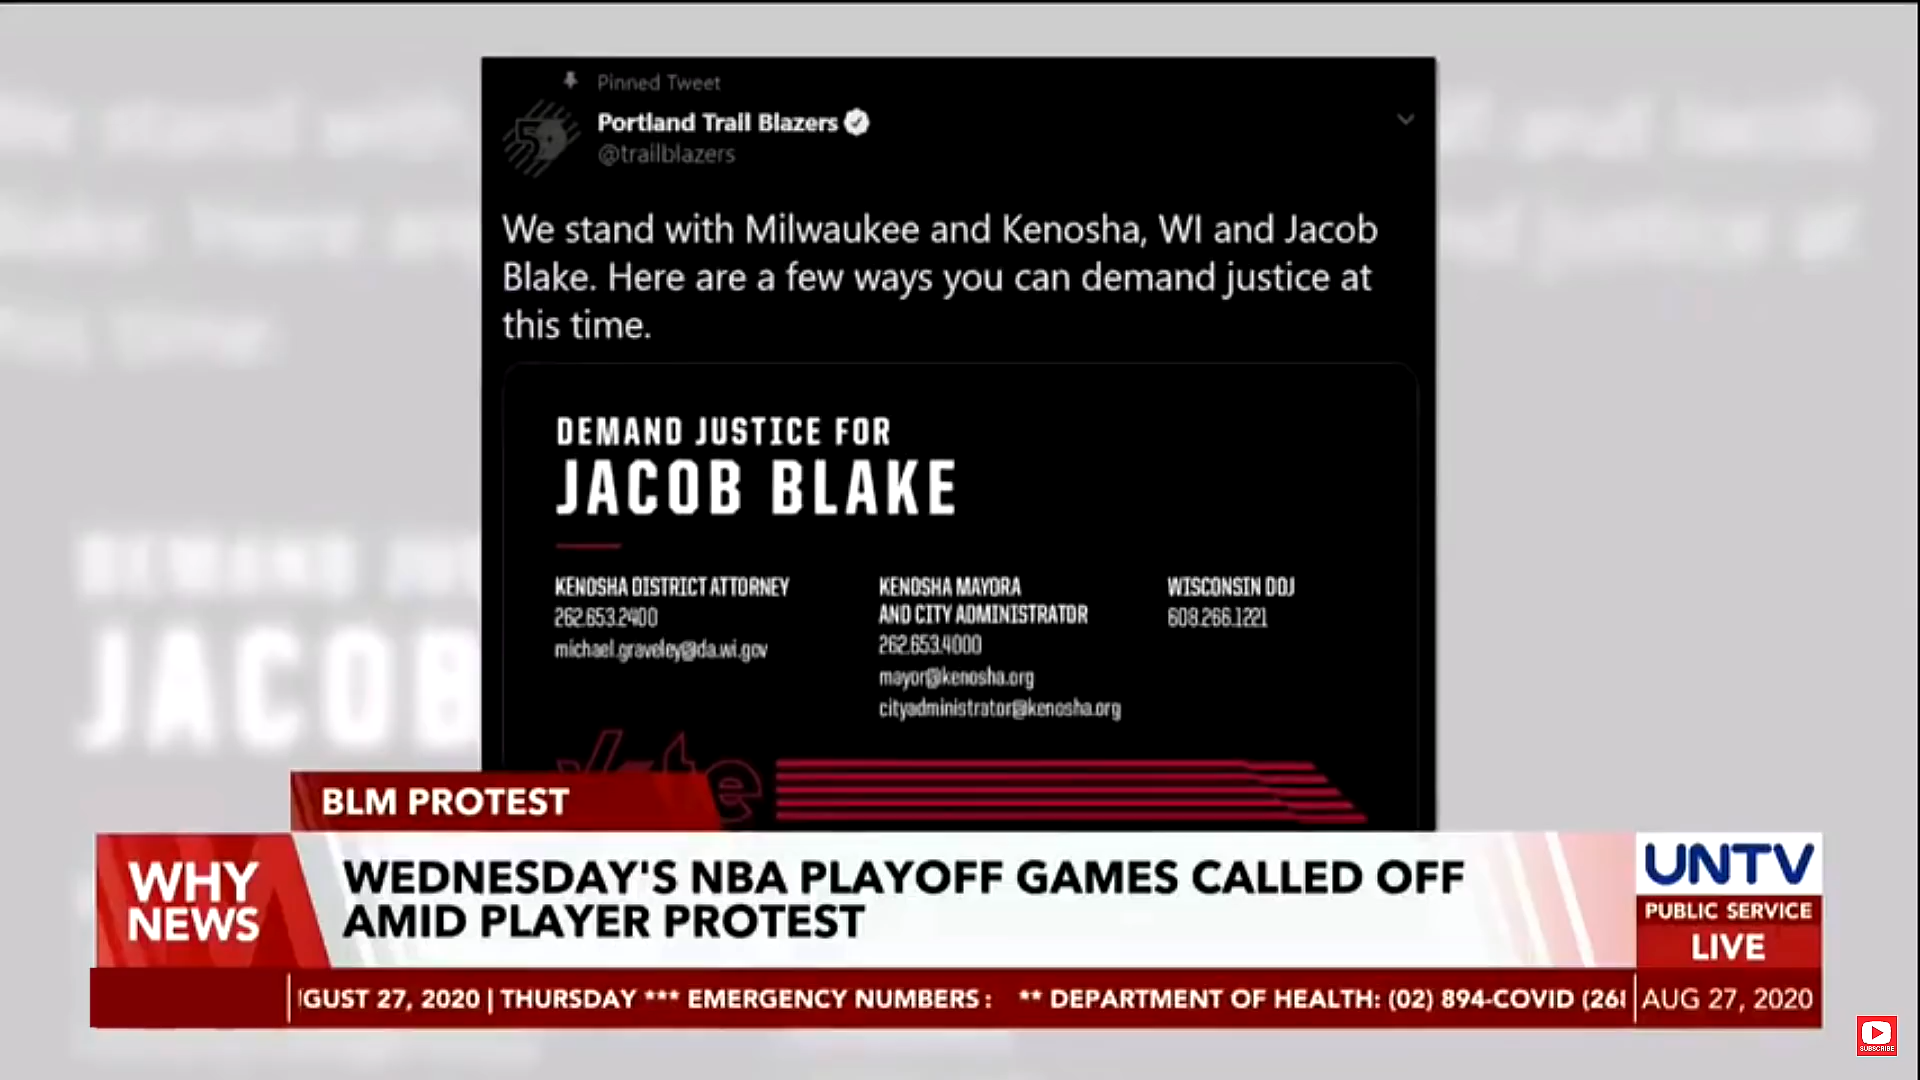 Pinned Tweet
Portland Trail Blazers
@trailblazers
We stand with Milwaukee and Kenosha, WI and Jacob
Blake. Here are a few ways you can demand justice at
this time.
DEMAND JUSTICE FOR
JACOB BLAKE
KENOSHA DISTRICT ATTORNEY
262.653.2400
michael.graveley@da.wi.gov
KENOSHA MAYORA
AND CITY ADMINISTRATOR
262.653.4000
mayor@kenosha.org
cityadministrator@kenosha.org
WISCONSIN DOJ
608.266.1221
Vote
BLM PROTEST
WHY
NEWS
WEDNESDAY'S NBA PLAYOFF GAMES CALLED OFF
AMID PLAYER PROTEST
UNTV
PUBLIC SERVICE
LIVE
GUST 27, 2020 | THURSDAY *** EMERGENCY NUMBERS : ** DEPARTMENT OF HEALTH: (02) 894-COVID (268
AUG 27, 2020
SUBSCRIBE